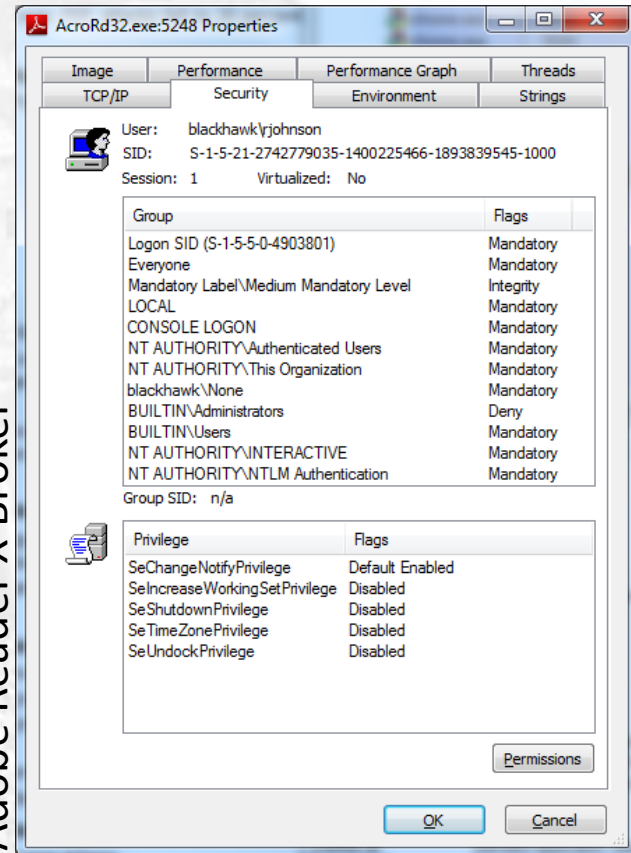 AcroRd32.exe:5248 Properties
Image Performance Performance Graph Threads
TCP/IP Security Environment Strings
User: blackhawk\rjohnson
SID: S-1-5-21-2742779035-1400225466-1893839545-1000
Session: 1 Virtualized: No
Group Flags
Logon SID (S-1-5-5-0-4903801) Mandatory
Everyone Mandatory
Mandatory Label\Medium Mandatory Level Integrity
LOCAL Mandatory
CONSOLE LOGON Mandatory
NT AUTHORITY\Authenticated Users Mandatory
NT AUTHORITY\This Organization Mandatory
blackhawk\None Mandatory
BUILTIN\Administrators Deny
BUILTIN\Users Mandatory
NT AUTHORITY\INTERACTIVE Mandatory
NT AUTHORITY\NTLM Authentication Mandatory
Group SID: n/a
Privilege Flags
SeChangeNotifyPrivilege Default Enabled
SeIncreaseWorkingSetPrivilege Disabled
SeShutdownPrivilege Disabled
SeTimeZonePrivilege Disabled
SeUndockPrivilege Disabled
Permissions
OK Cancel
Adobe Reader X Broker